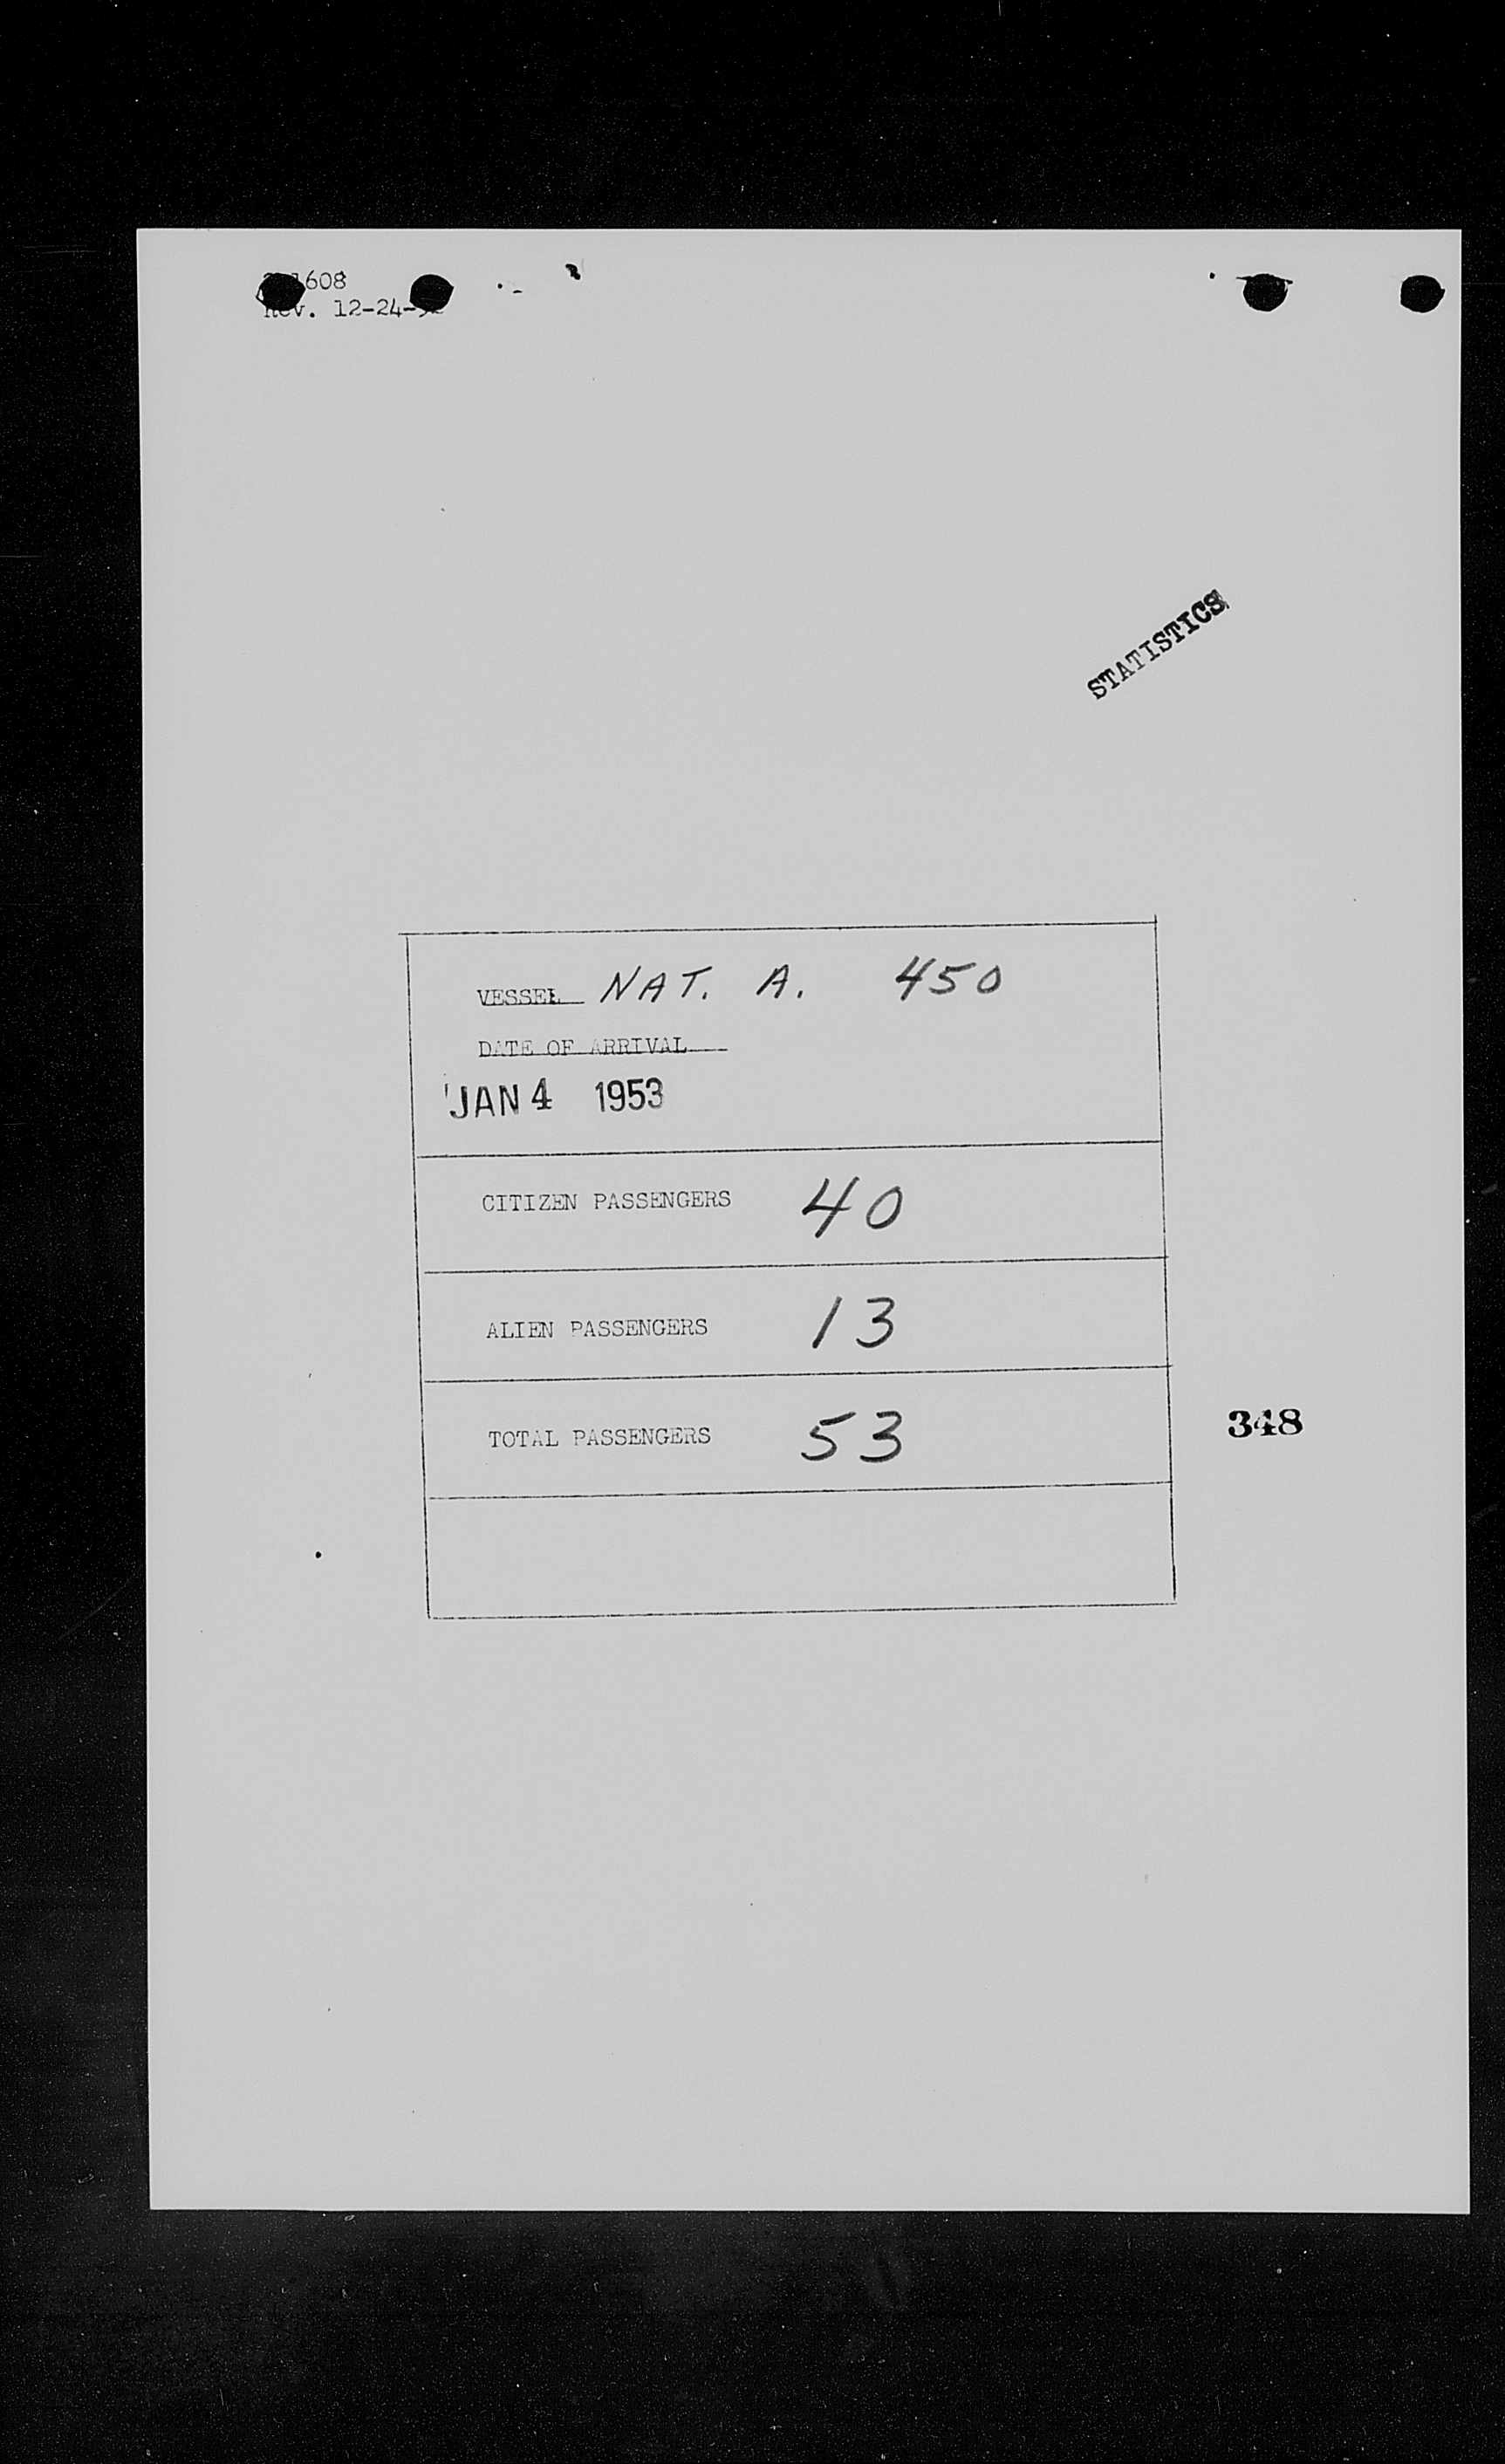 608
Rev. 12-24-
STATISTICS
VESSEL NAT. A. 450
DATE OF ARRIVAL
JAN 4 1953
CITIZEN PASSENGERS 40
ALIEN PASSENGERS 13
TOTAL PASSENGERS 53
348